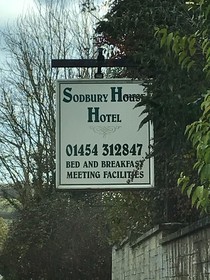 SODBURY HOUSE
HOTEL
01454 312847
BED AND BREAKFAST
MEETING FACILITIES